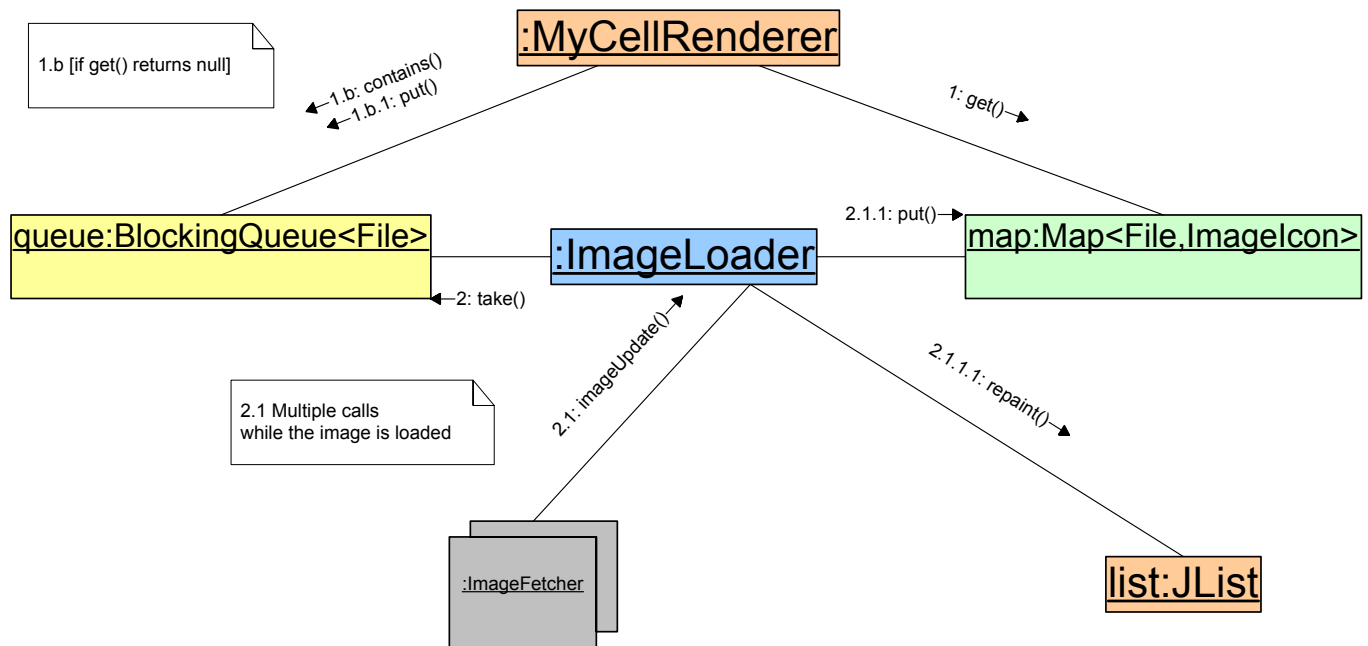 :MyCellRenderer
1.b [if get() returns null]
1.b: contains()
1.b.1: put()
1: get()
2.1.1: put()
queue:BlockingQueue<File>
:ImageLoader
map:Map<File,ImageIcon>
2: take()
2.1: imageUpdate()
2.1.1.1: repaint()
2.1 Multiple calls
while the image is loaded
:ImageFetcher
list:JList